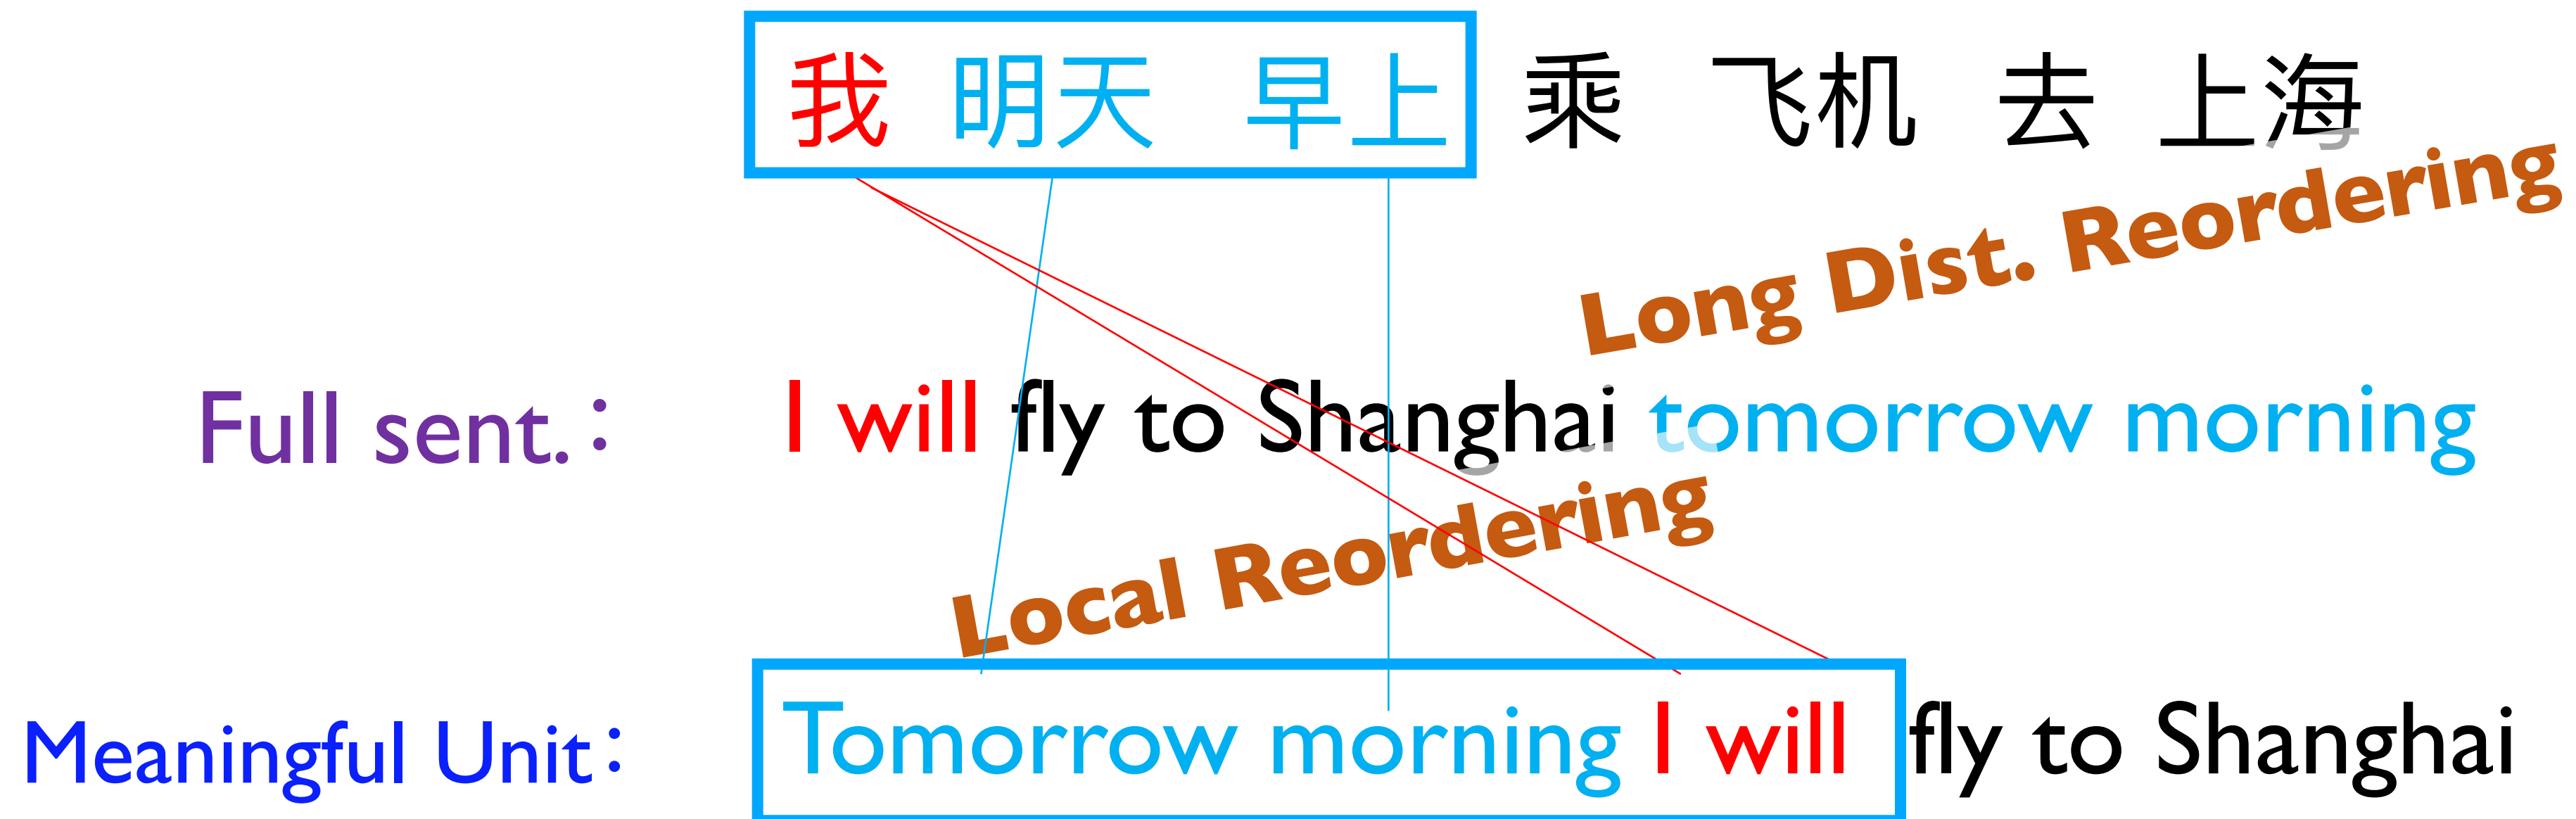 我 明天 早上 乘 飞机 去 上海
Long Dist. Reordering
Full sent.： I will fly to Shanghai tomorrow morning
Local Reordering
Meaningful Unit： Tomorrow morning I will fly to Shanghai